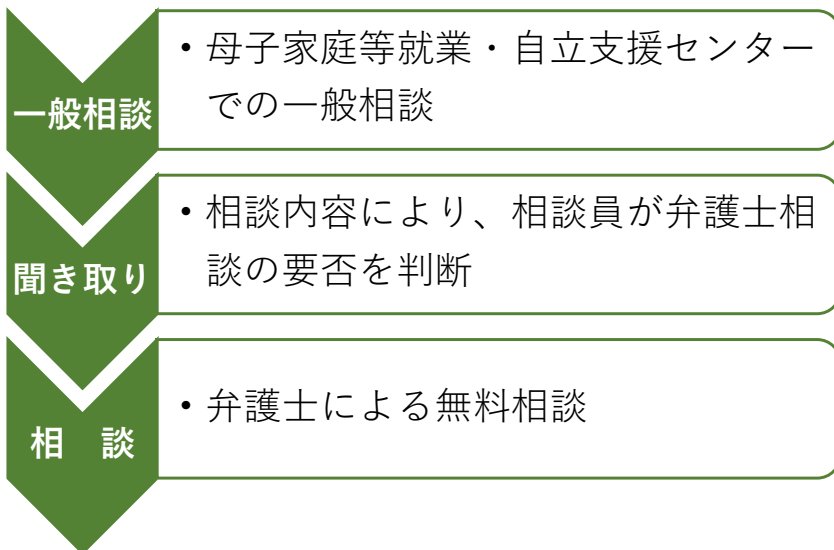 一般相談
・母子家庭等就業・自立支援センター
での一般相談
聞き取り
・相談内容により、相談員が弁護士相
談の要否を判断
相　談
・弁護士による無料相談